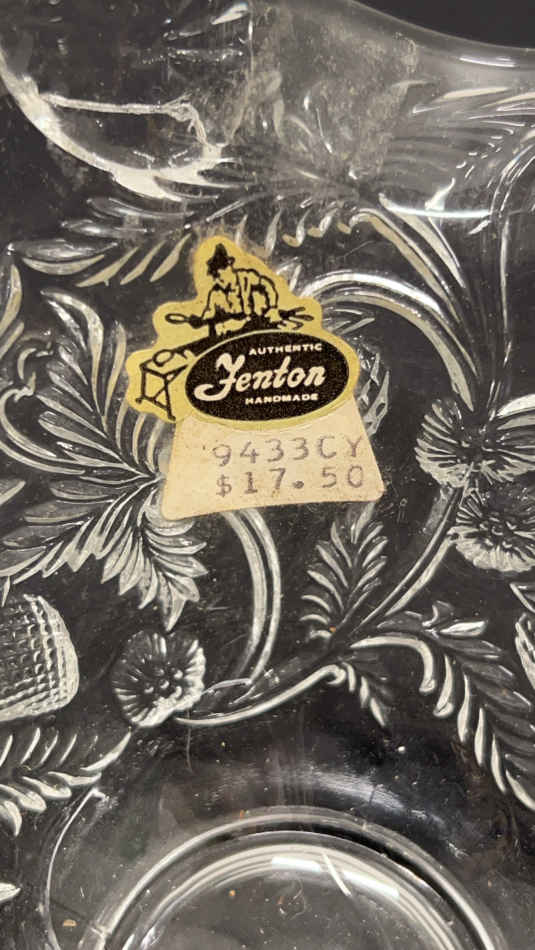 AUTHENTIC
Fenton
HANDMADE
9433CY
$17.50